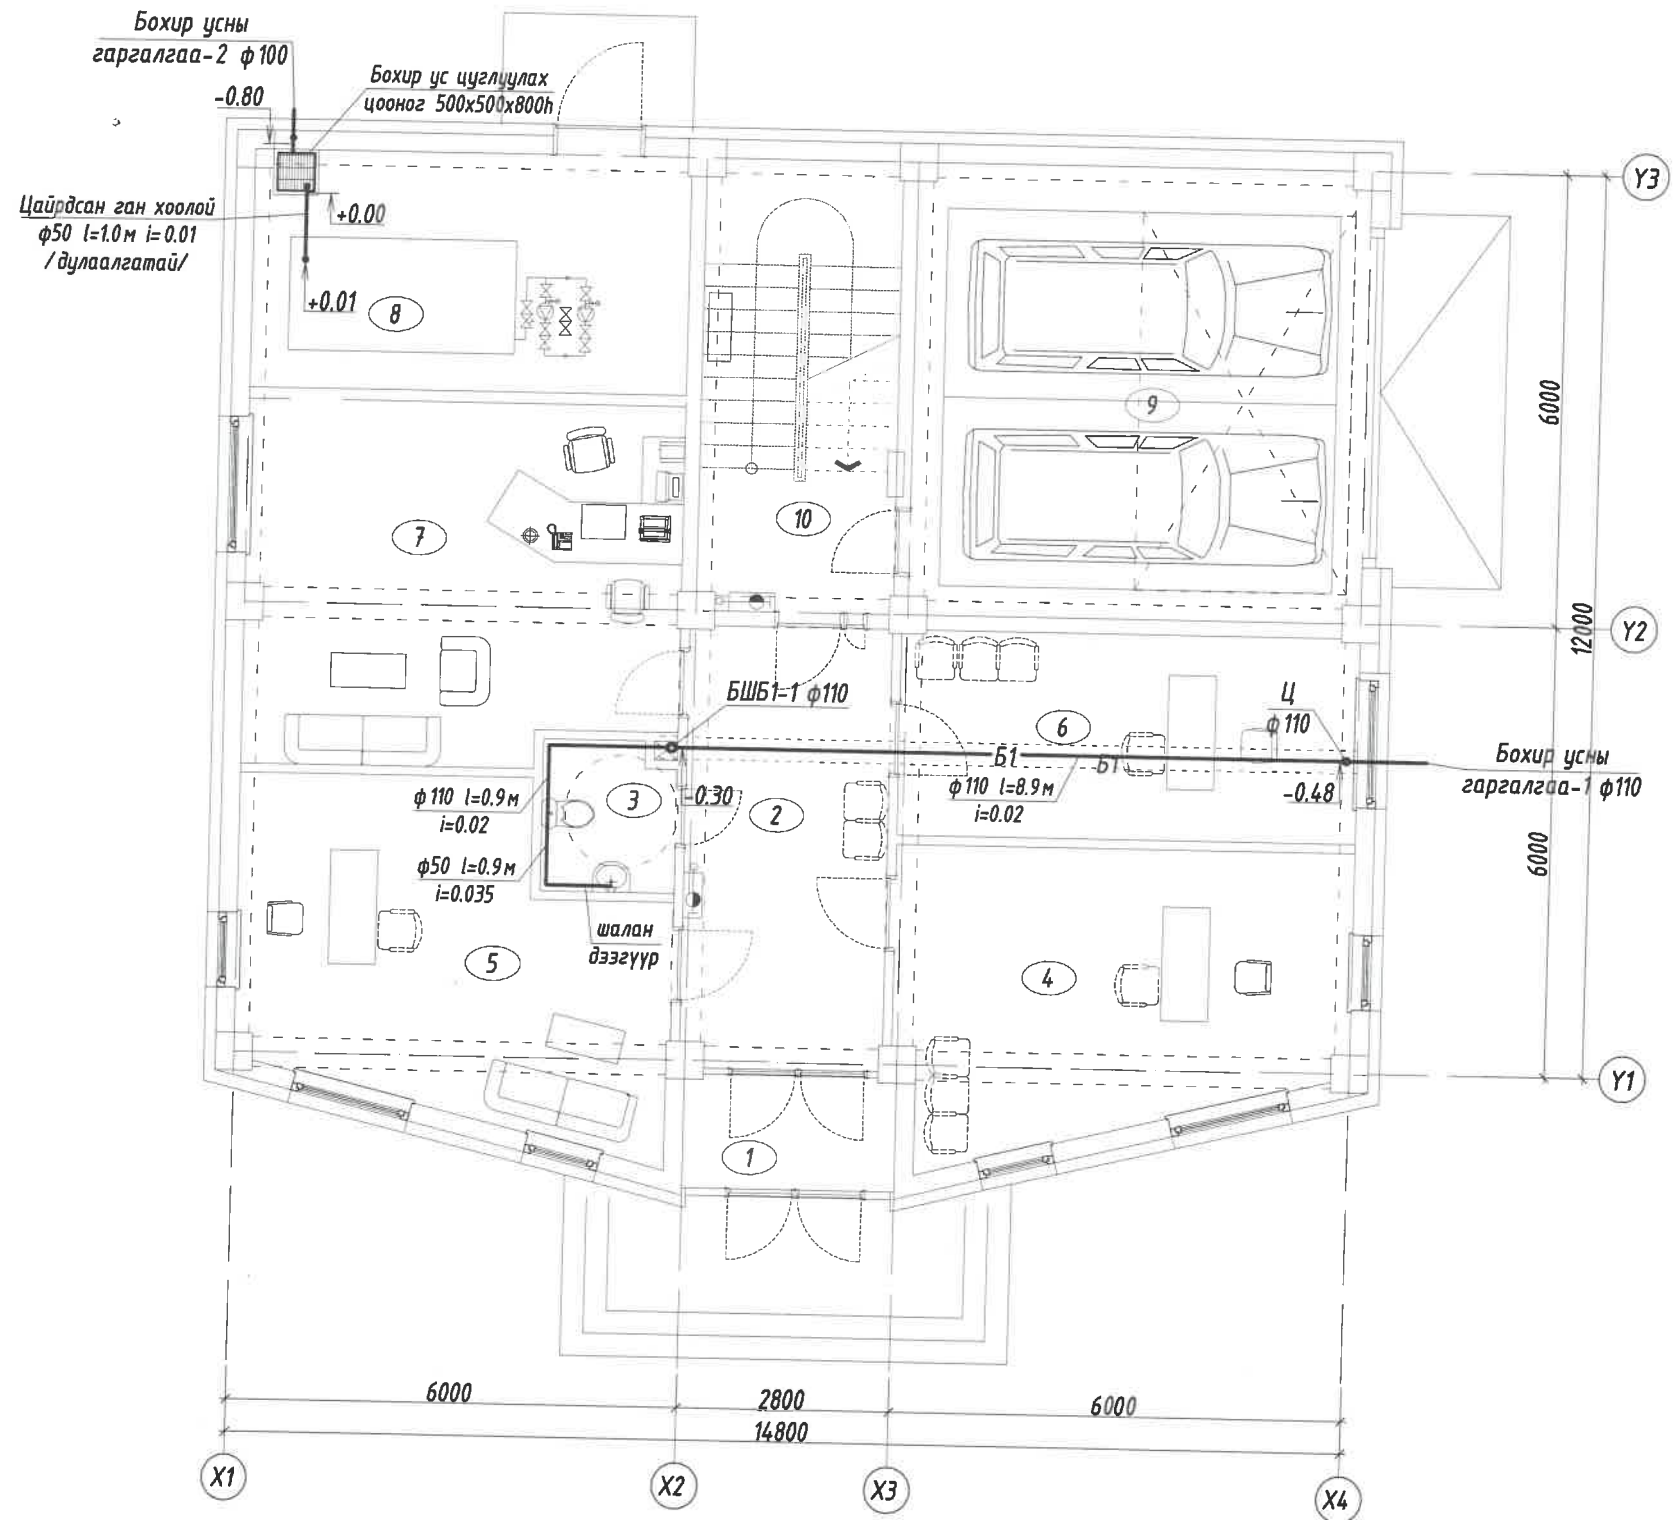 Бохир усны
гаргалгаа-2 ф100
-0.80
Бохир ус цуглуулах
цооног 500х500х800h
Цайрдсан ган хоолой
ф50 l=1.0м i=0.01
/дулаалгатай/
+0.00
+0.01
8
9
7
10
Y3
6000
12000
Y2
БШБ1-1 ф110
6
Ц
ф110
Б1
Б1
Бохир усны
гаргалгаа-1 ф110
ф110 l=0.9м
i=0.02
3
-0.30
2
ф110 l=8.9м
i=0.02
-0.48
ф50 l=0.9м
i=0.035
6000
шалан
дээгүүр
5
4
Y1
1
6000
2800
6000
14800
X1
X2
X3
X4